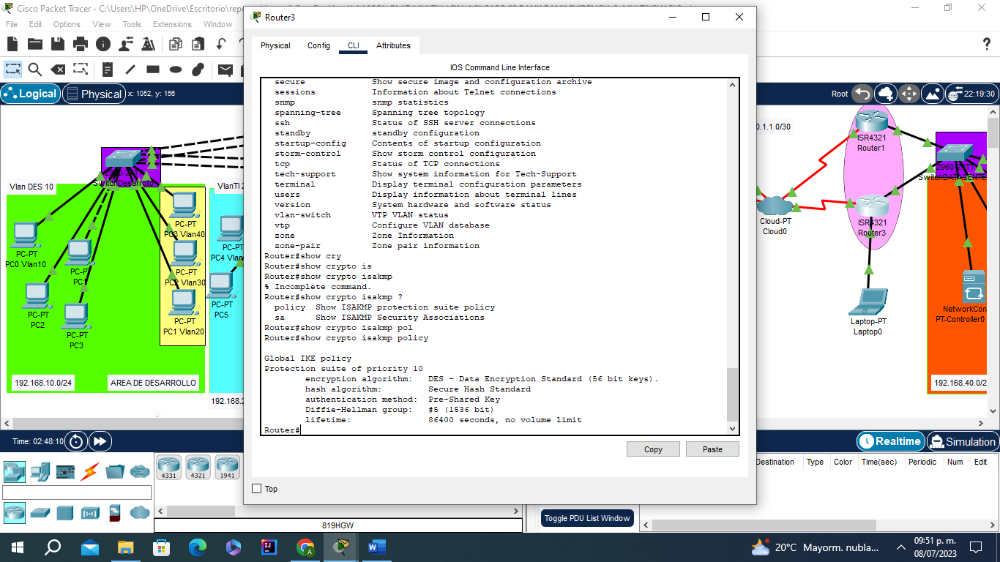 Cisco Packet Tracer - C:\Users\HP\OneDrive\Escritorio\repo
File Edit Options View Tools Extensions Window
Router3
Physical Config CLI Attributes
IOS Command Line Interface
secure Show secure image and configuration archive
sessions Information about Telnet connections
snmp snmp statistics
spanning-tree Spanning tree topology
ssh Status of SSH server connections
standby standby configuration
startup-config Contents of startup configuration
storm-control Show storm control configuration
tcp Status of TCP connections
tech-support Show system information for Tech-Support
terminal Display terminal configuration parameters
users Display information about terminal lines
version System hardware and software status
vlan-switch VTP VLAN status
vtp Configure VLAN database
zone Zone Information
zone-pair Zone pair information
Router#show cry
Router#show crypto is
Router#show crypto isakmp
% Incomplete command.
Router#show crypto isakmp ?
policy Show ISAKMP protection suite policy
sa Show ISAKMP Security Associations
Router#show crypto isakmp pol
Router#show crypto isakmp policy
Global IKE policy
Protection suite of priority 10
encryption algorithm: DES - Data Encryption Standard (56 bit keys).
hash algorithm: Secure Hash Standard
authentication method: Pre-Shared Key
Diffie-Hellman group: #5 (1536 bit)
lifetime: 86400 seconds, no volume limit
Router#
Copy Paste
Top
Logical Physical x: 1052, y: 156
Root 22:19:30
SwitchDesarrollo
Vlan DES 10
VlanTI 2
PC-PT
PC3 Vlan40
PC-PT
PC0 Vlan10
PC-PT
PC1
PC-PT
PC2 Vlan30
PC-PT
PC4 Vlan
PC-PT
PC2
PC-PT
PC3
PC-PT
PC1 Vlan20
PC-PT
PC5
192.168.10.0/24
AREA DE DESARROLLO
192.168.2
0.1.1.0/30
ISR4321
Router1
SwitchDATACENTE
Cloud-PT
Cloud0
ISR4321
Router3
Laptop-PT
Laptop0
NetworkCon
PT-Controller0
192.168.40.0/2
Time: 02:48:10
Realtime Simulation
4331 4321 1941
819HGW
Toggle PDU List Window
Destination Type Color Time(sec) Periodic Num Edit
20°C Mayorm. nubla...
09:51 p. m.
08/07/2023